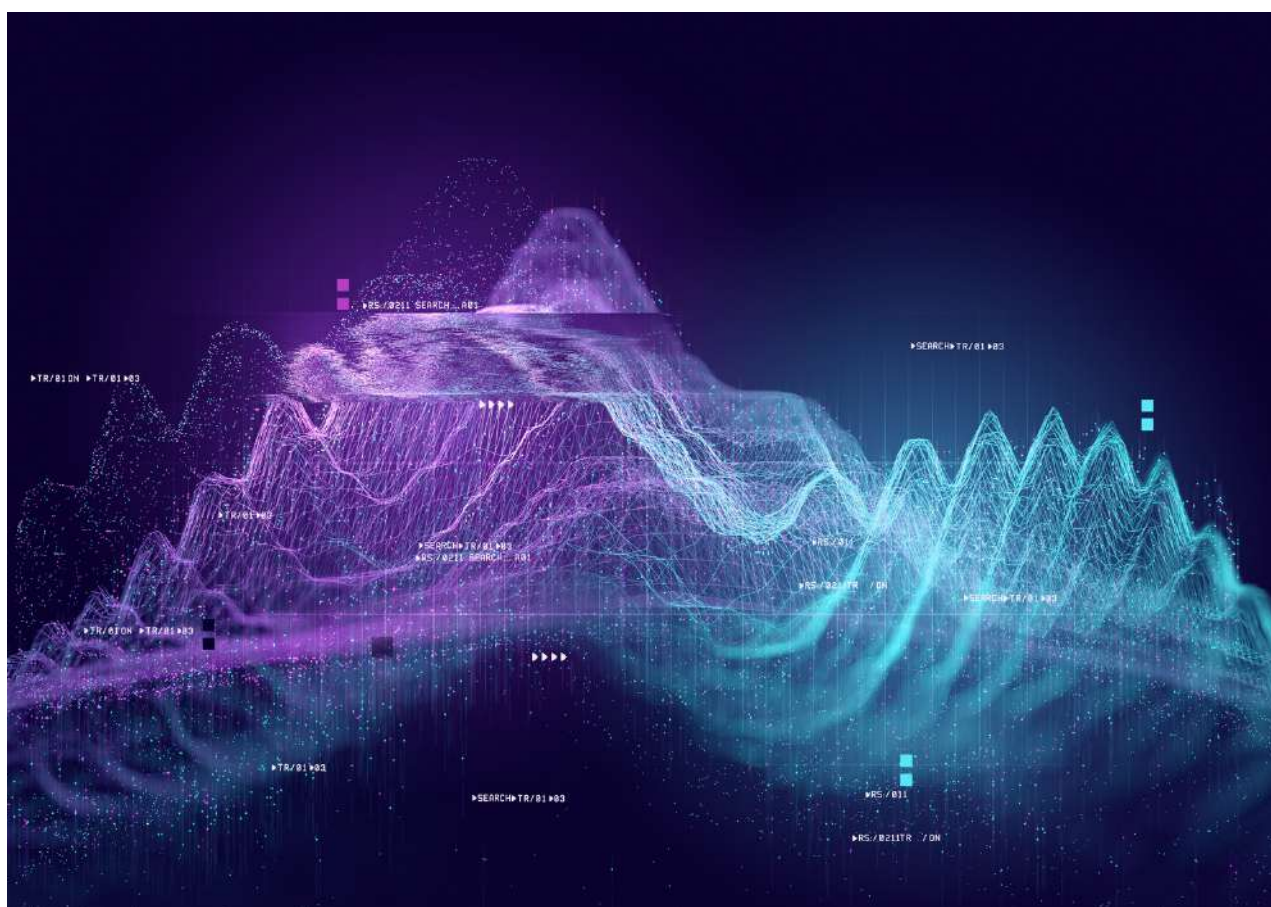 ▶RS:/0211 SEARCH...A01
▶SEARCH▶TR/01▶03
▶TR/01ON ▶TR/01▶03
▶TR/01▶03
▶SEARCH▶TR/01▶03
▶RS:/0211 SEARCH...A01
▶RS:/011
▶RS:/0211TR ../ON
▶SEARCH▶TR/01▶03
▶TR/01ON ▶TR/01▶03
▶TR/01▶03
▶SEARCH▶TR/01▶03
▶RS:/011
▶RS:/0211TR ../ON